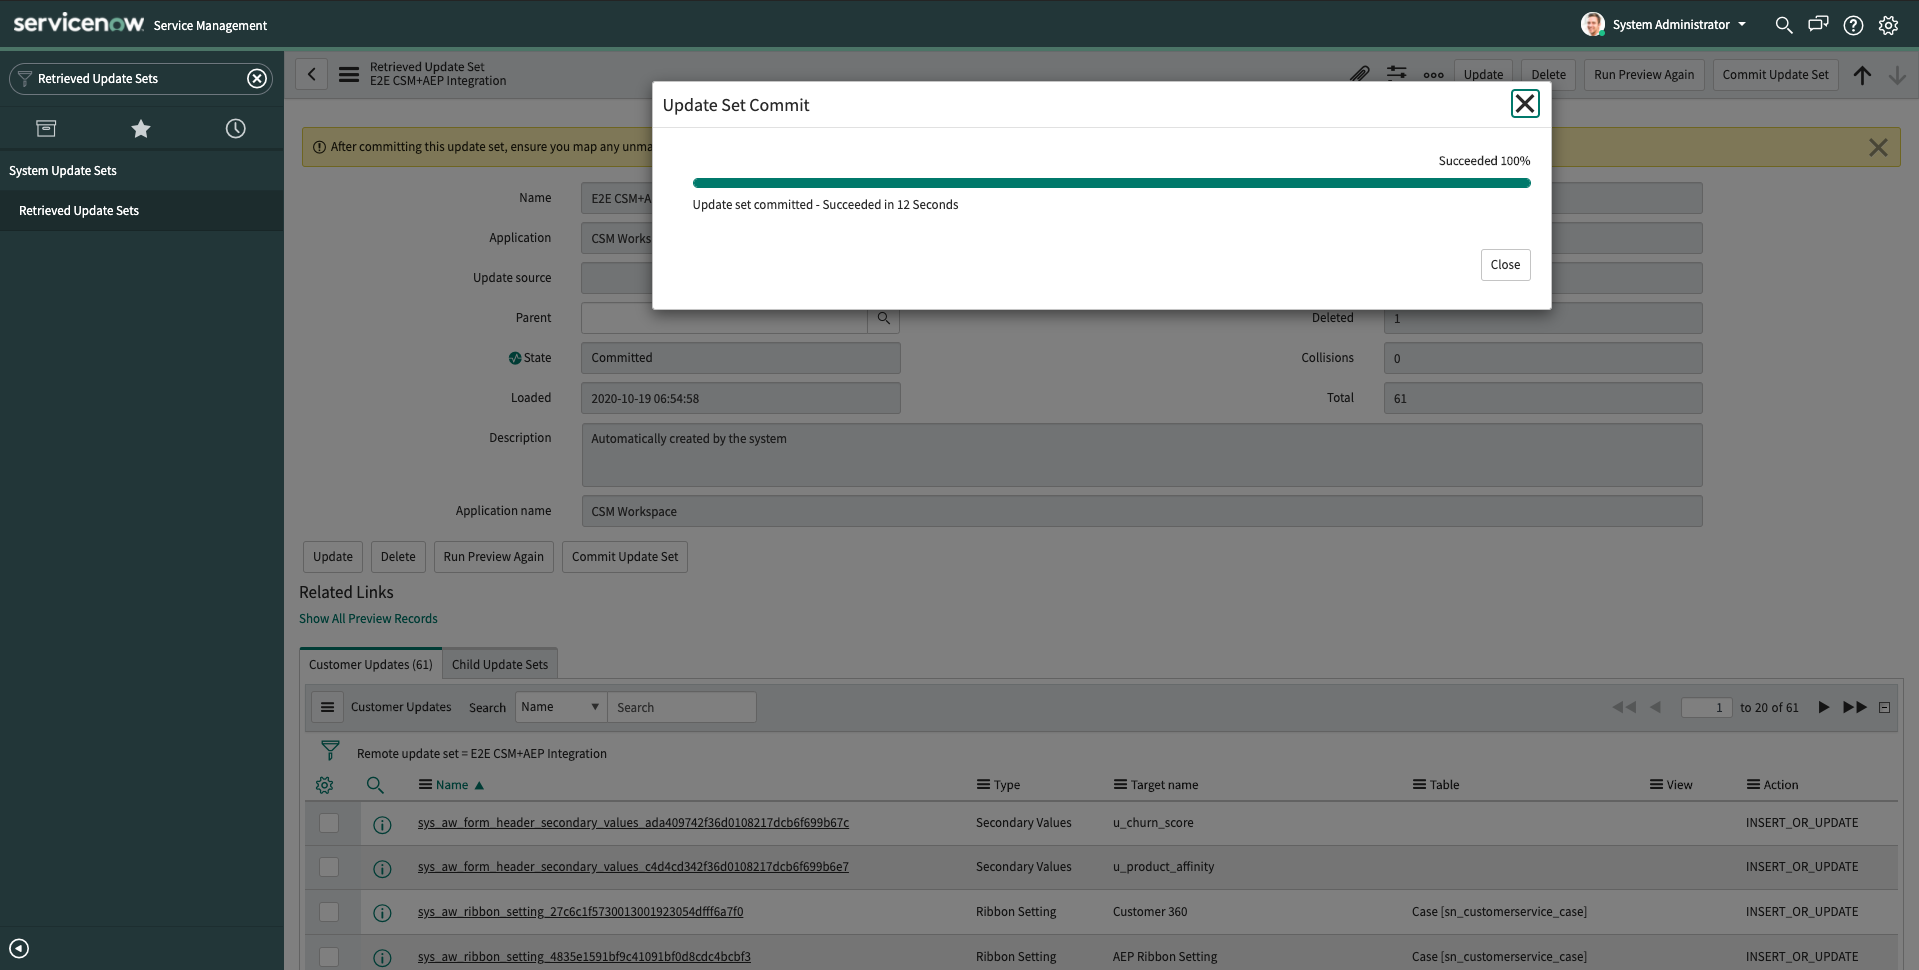 servicenow Service Management
System Administrator
Retrieved Update Sets
System Update Sets
Retrieved Update Sets
Retrieved Update Set
E2E CSM+AEP Integration
Update
Delete
Run Preview Again
Commit Update Set
Update Set Commit
Succeeded 100%
Update set committed - Succeeded in 12 Seconds
Close
After committing this update set, ensure you map any unma
Name
E2E CSM+A
Application
CSM Works
Update source
Parent
State
Committed
Loaded
2020-10-19 06:54:58
Deleted
1
Collisions
0
Total
61
Description
Automatically created by the system
Application name
CSM Workspace
Update
Delete
Run Preview Again
Commit Update Set
Related Links
Show All Preview Records
Customer Updates (61)
Child Update Sets
Customer Updates Search Name Search
1 to 20 of 61
Remote update set = E2E CSM+AEP Integration
Name Type Target name Table View Action
sys_aw_form_header_secondary_values_ada409742f36d0108217dcb6f699b67c Secondary Values u_churn_score INSERT_OR_UPDATE
sys_aw_form_header_secondary_values_c4d4cd342f36d0108217dcb6f699b6e7 Secondary Values u_product_affinity INSERT_OR_UPDATE
sys_aw_ribbon_setting_27c6c1f5730013001923054dfff6a7f0 Ribbon Setting Customer 360 Case [sn_customerservice_case] INSERT_OR_UPDATE
sys_aw_ribbon_setting_4835e1591bf9c41091bf0d8cdc4bcbf3 Ribbon Setting AEP Ribbon Setting Case [sn_customerservice_case] INSERT_OR_UPDATE